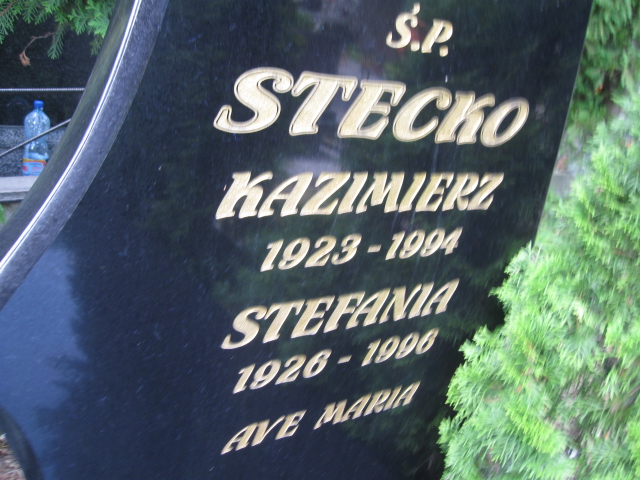 Ś.P.
STECKO
KAZIMIERZ
1923 - 1994
STEFANIA
1926 - 1996
AVE MARIA